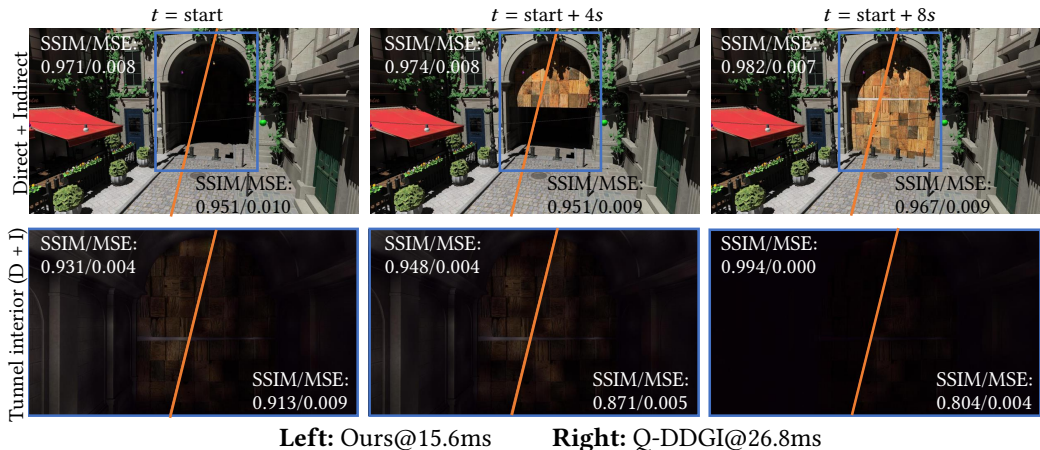 t = start
t = start + 4s
t = start + 8s
Direct + Indirect
SSIM/MSE:
0.971/0.008
SSIM/MSE:
0.951/0.010
SSIM/MSE:
0.974/0.008
SSIM/MSE:
0.951/0.009
SSIM/MSE:
0.982/0.007
SSIM/MSE:
0.967/0.009
Tunnel interior (D + I)
SSIM/MSE:
0.931/0.004
SSIM/MSE:
0.913/0.009
SSIM/MSE:
0.948/0.004
SSIM/MSE:
0.871/0.005
SSIM/MSE:
0.994/0.000
SSIM/MSE:
0.804/0.004
Left: Ours@15.6ms
Right: Q-DDGI@26.8ms